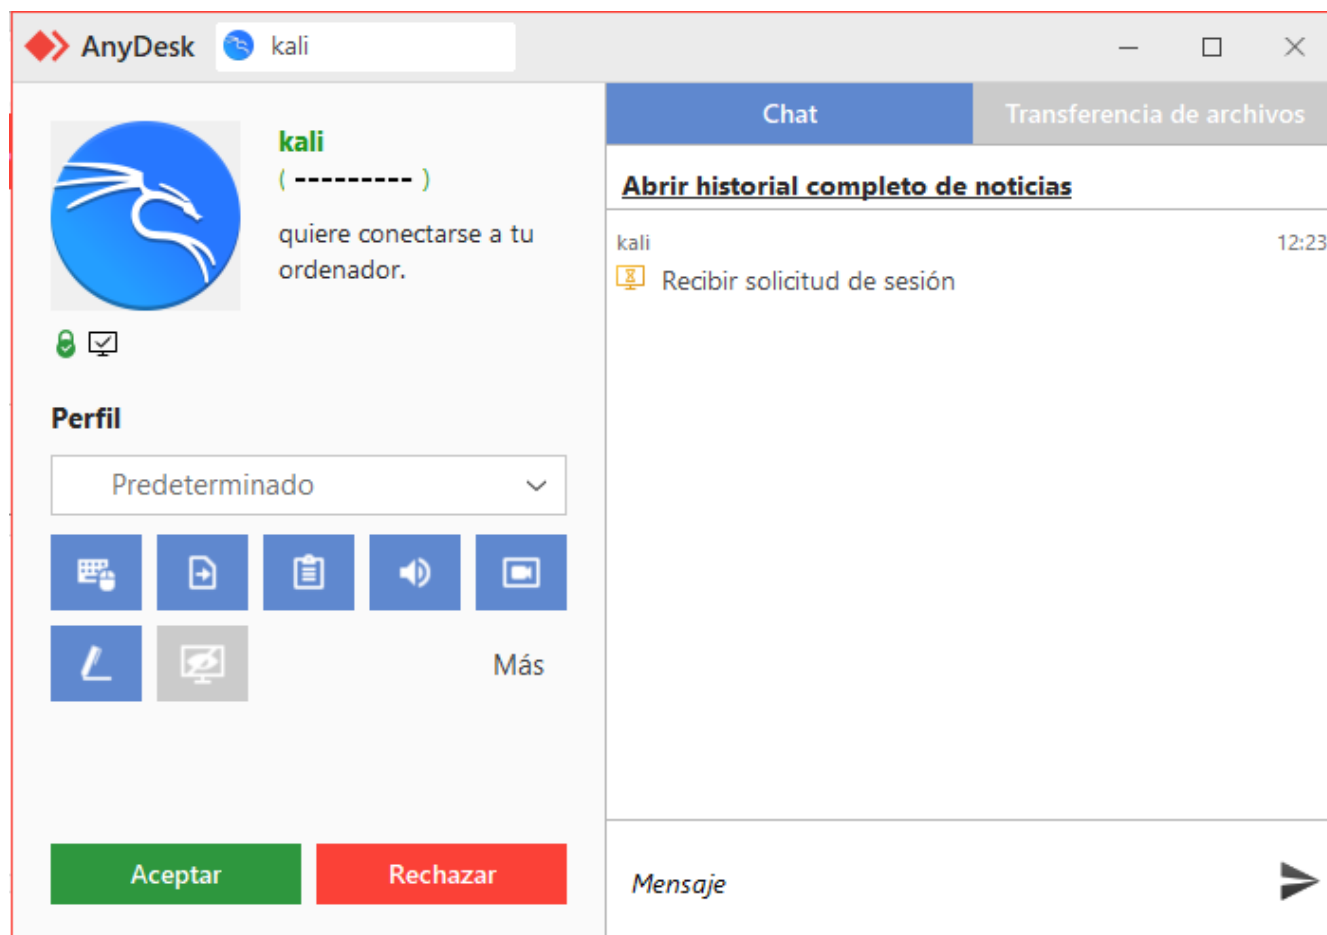 AnyDesk
kali
kali
( --------- )
quiere conectarse a tu
ordenador.
Perfil
Predeterminado
Más
Aceptar
Rechazar
Chat
Transferencia de archivos
Abrir historial completo de noticias
kali
12:23
Recibir solicitud de sesión
Mensaje